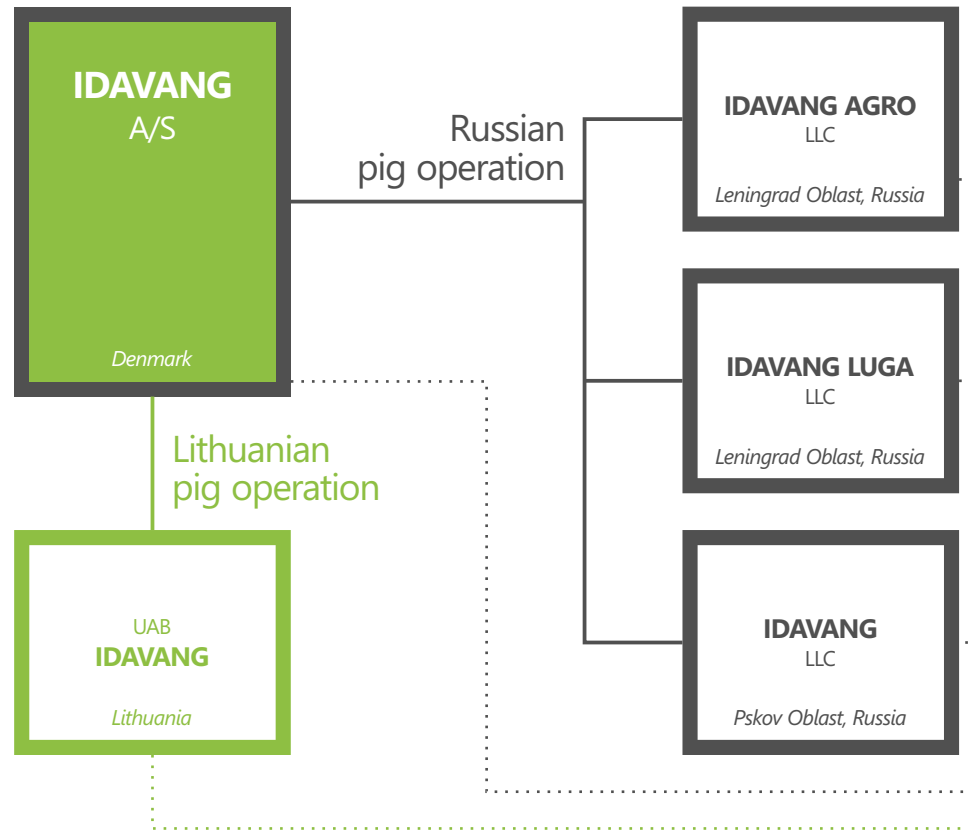 IDAVANG
A/S
Denmark
Russian
pig operation
IDAVANG AGRO
LLC
Leningrad Oblast, Russia
IDAVANG LUGA
LLC
Leningrad Oblast, Russia
Lithuanian
pig operation
UAB
IDAVANG
Lithuania
IDAVANG
LLC
Pskov Oblast, Russia